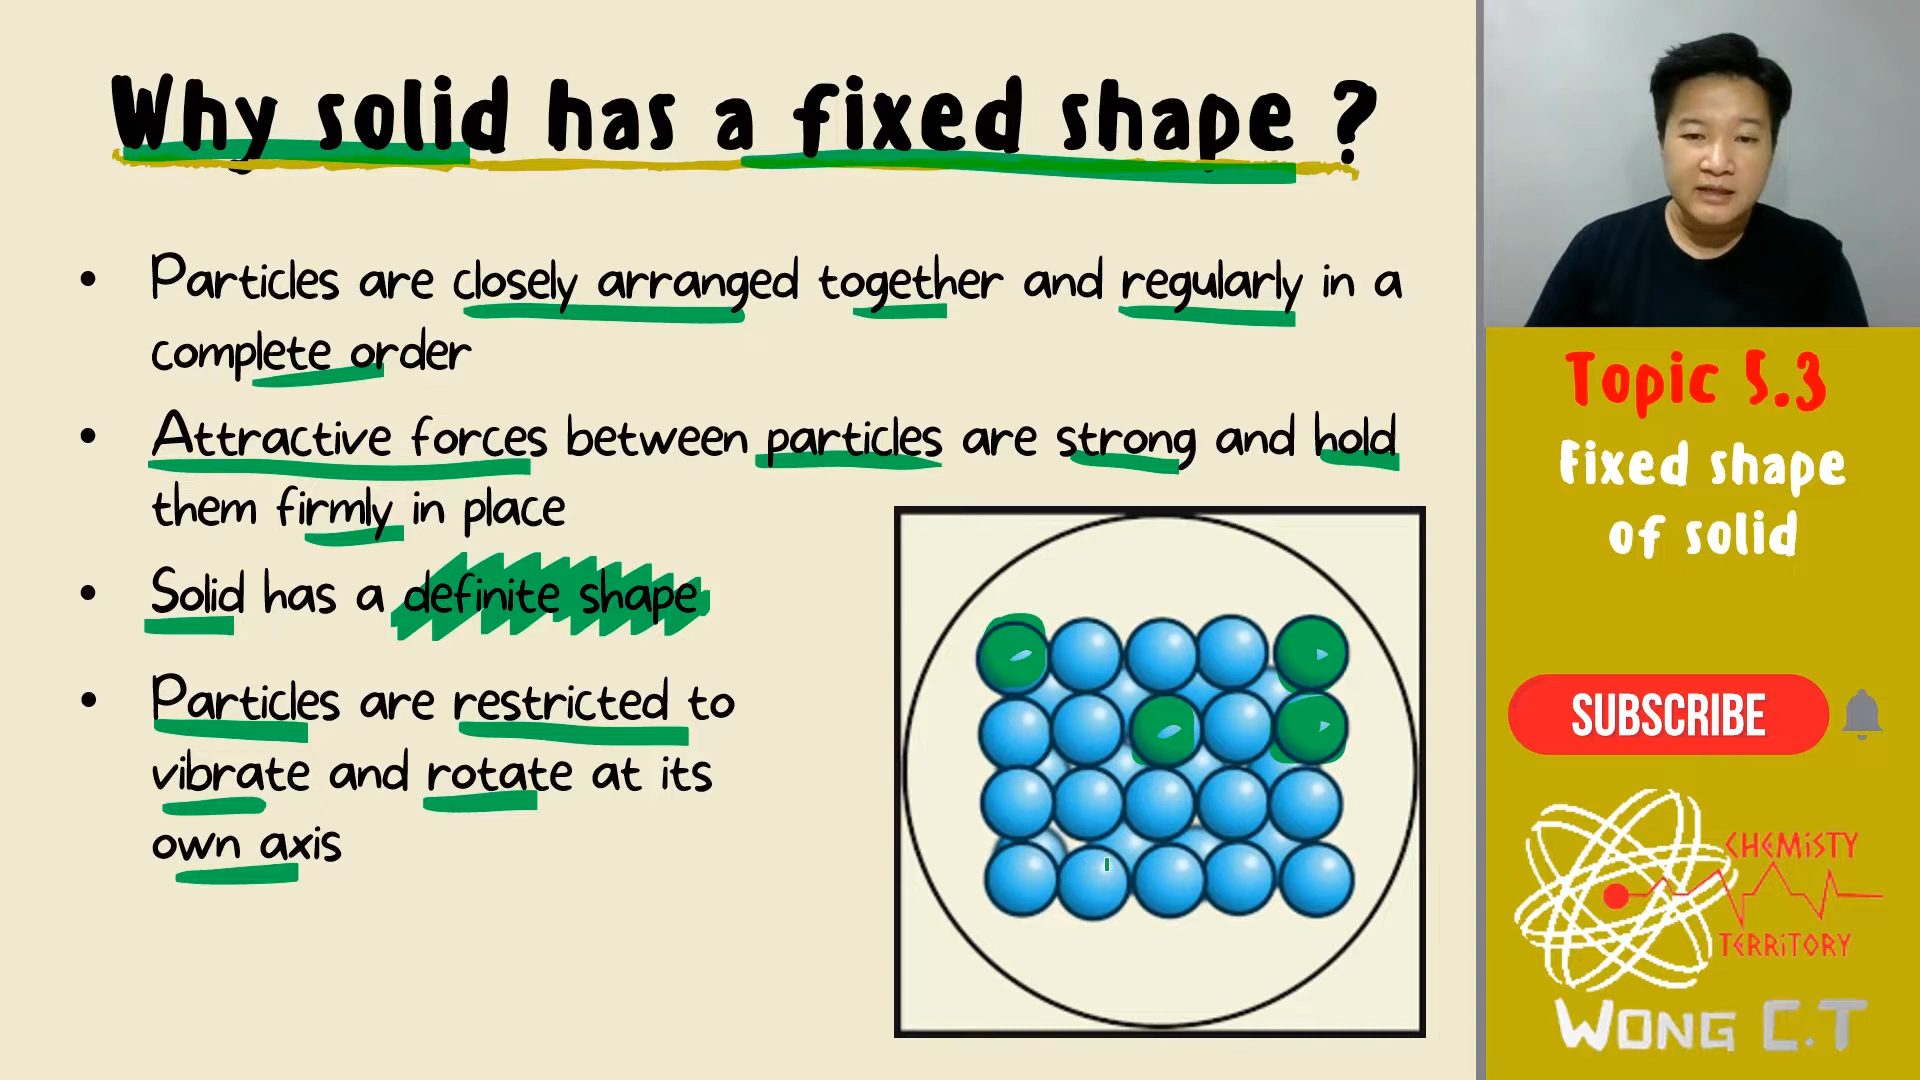 Why solid has a fixed shape ?
• Particles are closely arranged together and regularly in a
complete order
• Attractive forces between particles are strong and hold
them firmly in place
• Solid has a definite shape
• Particles are restricted to
vibrate and rotate at its
own axis
Topic 5.3
Fixed shape
of solid
SUBSCRIBE
CHEMiSTY
TERRiTORY
WONG C.T